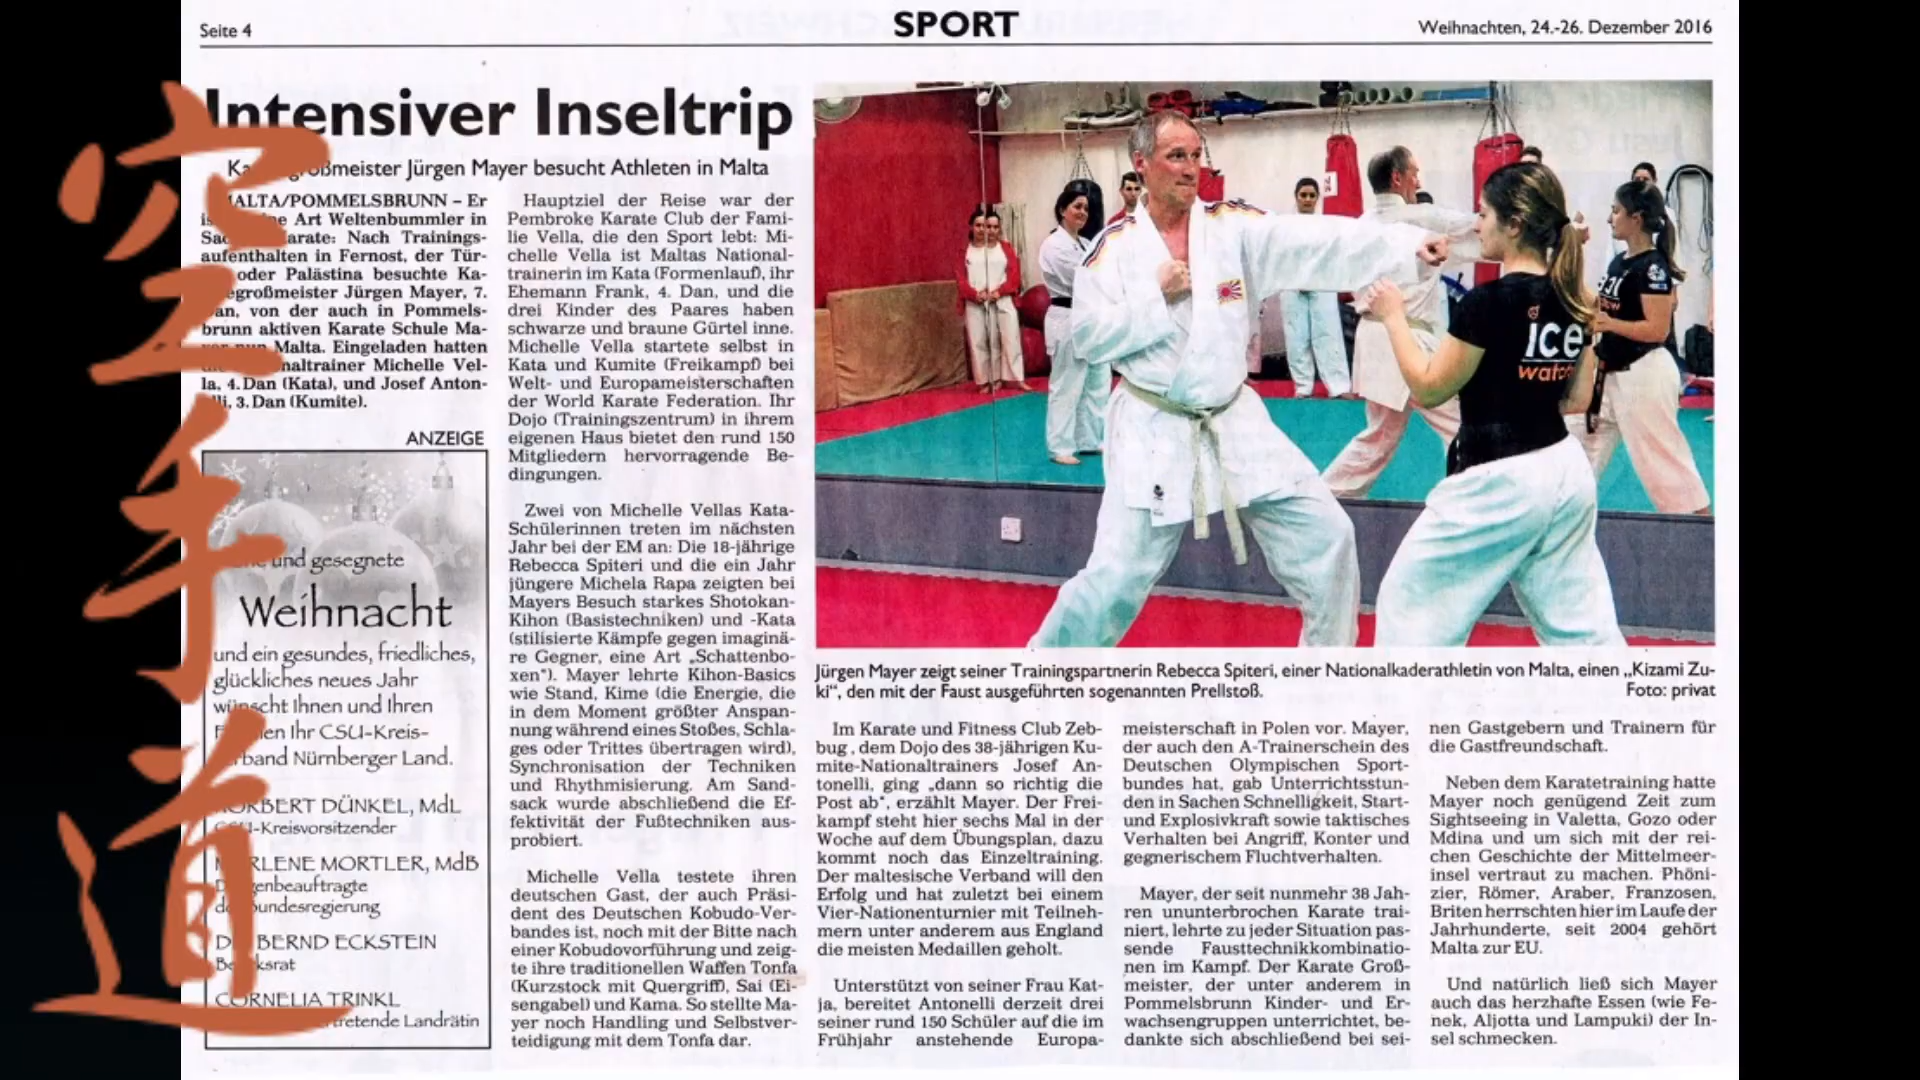 Seite 4
SPORT
Weihnachten, 24.-26. Dezember 2016
Intensiver Inseltrip
großmeister Jürgen Mayer besucht Athleten in Malta
MALTA/POMMELSBRUNN – Er
eine Art Weltenbummler in
Sachen Karate: Nach Trainings-
aufenthalten in Fernost, der Tür-
oder Palästina besuchte Ka-
großmeister Jürgen Mayer, 7.
Dan, von der auch in Pommels-
brunn aktiven Karate Schule Ma-
yer nun Malta. Eingeladen hatten
Michelle Vel-
la, 4. Dan (Kata), und Josef Anton-
3. Dan (Kumite).
ANZEIGE
und gesegnete
Weihnacht
und ein gesundes, friedliches,
glückliches neues Jahr
wünscht Ihnen und Ihren
Ihr CSU-Kreis-
verband Nürnberger Land.
NORBERT DÜNKEL, MdL
CSU-Kreisvorsitzender
MARLENE MORTLER, MdB
Drogenbeauftragte
der Bundesregierung
DR. BERND ECKSTEIN
Bezirksrat
CORNELIA TRINKL
Landrätin
空手道
Hauptziel der Reise war der
Pembroke Karate Club der Fami-
lie Vella, die den Sport lebt: Mi-
chelle Vella ist Maltas National-
trainerin im Kata (Formenlauf), ihr
Ehemann Frank, 4. Dan, und die
drei Kinder des Paares haben
schwarze und braune Gürtel inne.
Michelle Vella startete selbst in
Kata und Kumite (Freikampf) bei
Welt- und Europameisterschaften
der World Karate Federation. Ihr
Dojo (Trainingszentrum) in ihrem
eigenen Haus bietet den rund 150
Mitgliedern hervorragende Be-
dingungen.
Zwei von Michelle Vellas Kata-
Schülerinnen treten im nächsten
Jahr bei der EM an: Die 18-jährige
Rebecca Spiteri und die ein Jahr
jüngere Michela Rapa zeigten bei
Mayers Besuch starkes Shotokan-
Kihon (Basistechniken) und -Kata
(stilisierte Kämpfe gegen imaginä-
re Gegner, eine Art „Schattenbo-
xen“). Mayer lehrte Kihon-Basics
wie Stand, Kime (die Energie, die
in dem Moment größter Anspan-
nung während eines Stoßes, Schla-
ges oder Trittes übertragen wird),
Synchronisation der Techniken
und Rhythmisierung. Am Sand-
sack wurde abschließend die Ef-
fektivität der Fußtechniken aus-
probiert.
Michelle Vella testete ihren
deutschen Gast, der auch Präsi-
dent des Deutschen Kobudo-Ver-
bandes ist, noch mit der Bitte nach
einer Kobudovorführung und zeig-
te ihre traditionellen Waffen Tonfa
(Kurzstock mit Quergriff), Sai (Ei-
sengabel) und Kama. So stellte Ma-
yer noch Handling und Selbstver-
teidigung mit dem Tonfa dar.
ice
watch
Jürgen Mayer zeigt seiner Trainingspartnerin Rebecca Spiteri, einer Nationalkaderathletin von Malta, einen „Kizami Zu-
ki“, den mit der Faust ausgeführten sogenannten Prellstoß.
Foto: privat
Im Karate und Fitness Club Zeb-
bug , dem Dojo des 38-jährigen Ku-
mite-Nationaltrainers Josef An-
tonelli, ging „dann so richtig die
Post ab“, erzählt Mayer. Der Frei-
kampf steht hier sechs Mal in der
Woche auf dem Übungsplan, dazu
kommt noch das Einzeltraining.
Der maltesische Verband will den
Erfolg und hat zuletzt bei einem
Vier-Nationenturnier mit Teilneh-
mern unter anderem aus England
die meisten Medaillen geholt.
Unterstützt von seiner Frau Kat-
ja, bereitet Antonelli derzeit drei
seiner rund 150 Schüler auf die im
Frühjahr anstehende Europa-
meisterschaft in Polen vor. Mayer,
der auch den A-Trainerschein des
Deutschen Olympischen Sport-
bundes hat, gab Unterrichtsstun-
den in Sachen Schnelligkeit, Start-
und Explosivkraft sowie taktisches
Verhalten bei Angriff, Konter und
gegnerischem Fluchtverhalten.
Mayer, der seit nunmehr 38 Jah-
ren ununterbrochen Karate trai-
niert, lehrte zu jeder Situation pas-
sende Fausttechnikkombinatio-
nen im Kampf. Der Karate Groß-
meister, der unter anderem in
Pommelsbrunn Kinder- und Er-
wachsengruppen unterrichtet, be-
dankte sich abschließend bei sei-
nen Gastgebern und Trainern für
die Gastfreundschaft.
Neben dem Karatetraining hatte
Mayer noch genügend Zeit zum
Sightseeing in Valetta, Gozo oder
Mdina und um sich mit der rei-
chen Geschichte der Mittelmeer-
insel vertraut zu machen. Phöni-
zier, Römer, Araber, Franzosen,
Briten herrschten hier im Laufe der
Jahrhunderte, seit 2004 gehört
Malta zur EU.
Und natürlich ließ sich Mayer
auch das herzhafte Essen (wie Fe-
nek, Aljotta und Lampuki) der In-
sel schmecken.